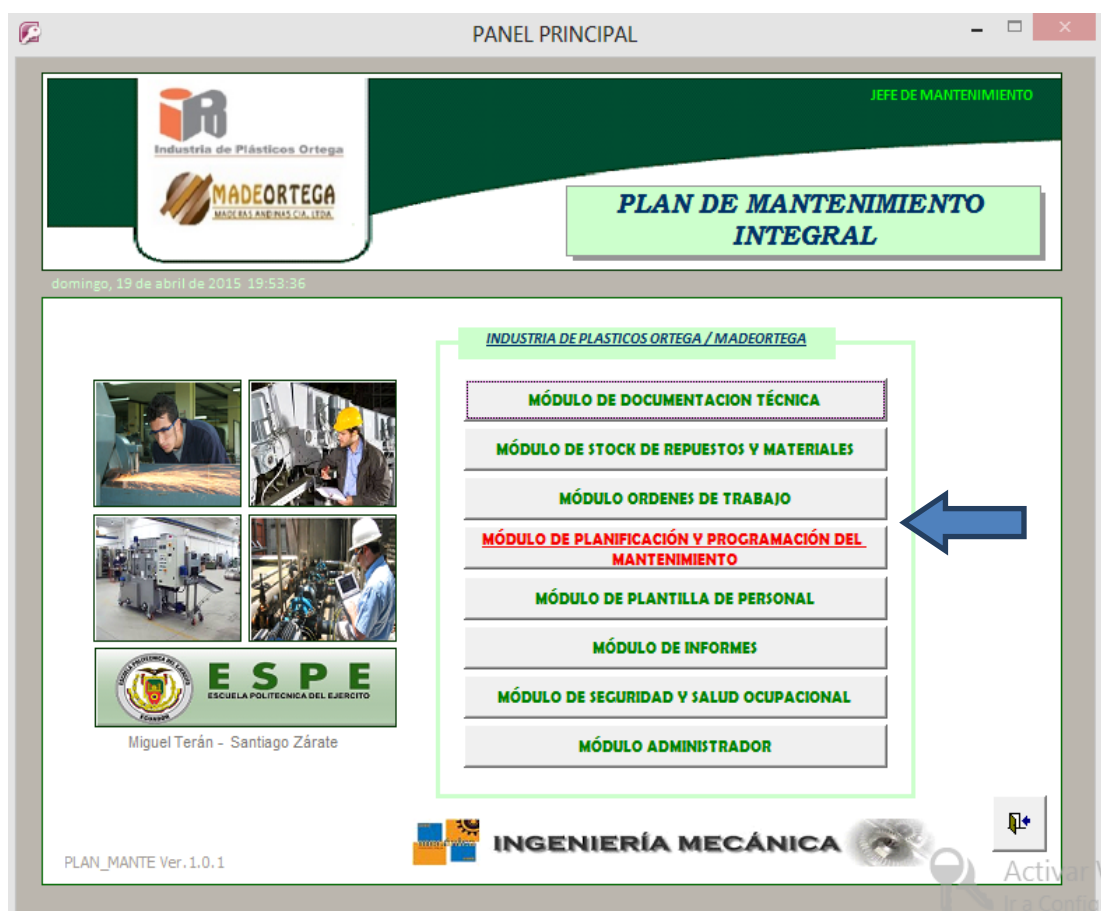 PANEL PRINCIPAL
JEFE DE MANTENIMIENTO
Industria de Plásticos Ortega
MADEORTEGA
MADERAS ANDINAS CIA. LTDA.
PLAN DE MANTENIMIENTO
INTEGRAL
domingo, 19 de abril de 2015 19:53:36
INDUSTRIA DE PLASTICOS ORTEGA / MADEORTEGA
MÓDULO DE DOCUMENTACION TÉCNICA
MÓDULO DE STOCK DE REPUESTOS Y MATERIALES
MÓDULO ORDENES DE TRABAJO
MÓDULO DE PLANIFICACIÓN Y PROGRAMACIÓN DEL
MANTENIMIENTO
MÓDULO DE PLANTILLA DE PERSONAL
MÓDULO DE INFORMES
MÓDULO DE SEGURIDAD Y SALUD OCUPACIONAL
MÓDULO ADMINISTRADOR
ESPE
ESCUELA POLITECNICA DEL EJERCITO
ECUADOR
Miguel Terán - Santiago Zárate
INGENIERÍA MECÁNICA
PLAN_MANTE Ver.1.0.1
Activar
Ir a Config